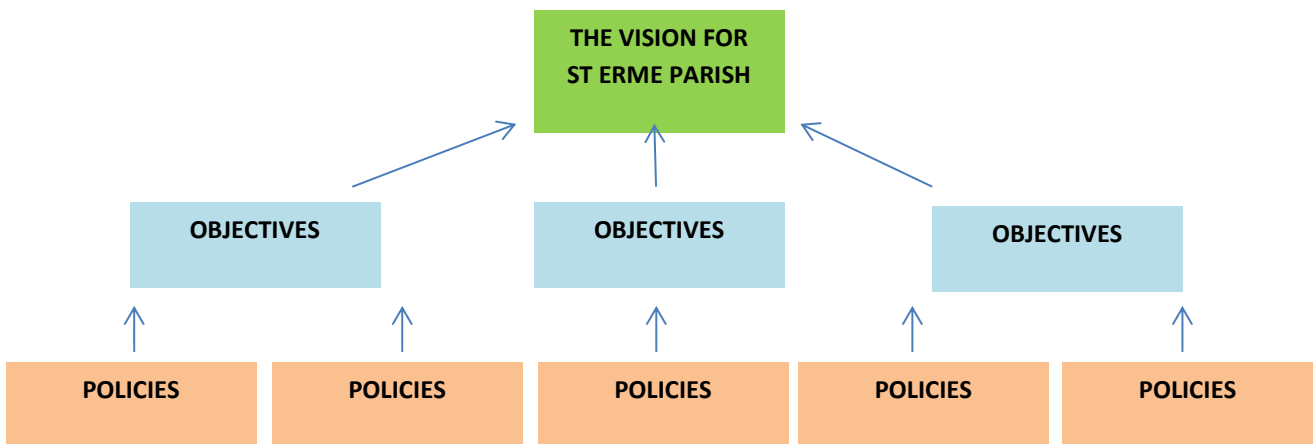 THE VISION FOR
ST ERME PARISH
OBJECTIVES
OBJECTIVES
OBJECTIVES
POLICIES
POLICIES
POLICIES
POLICIES
POLICIES